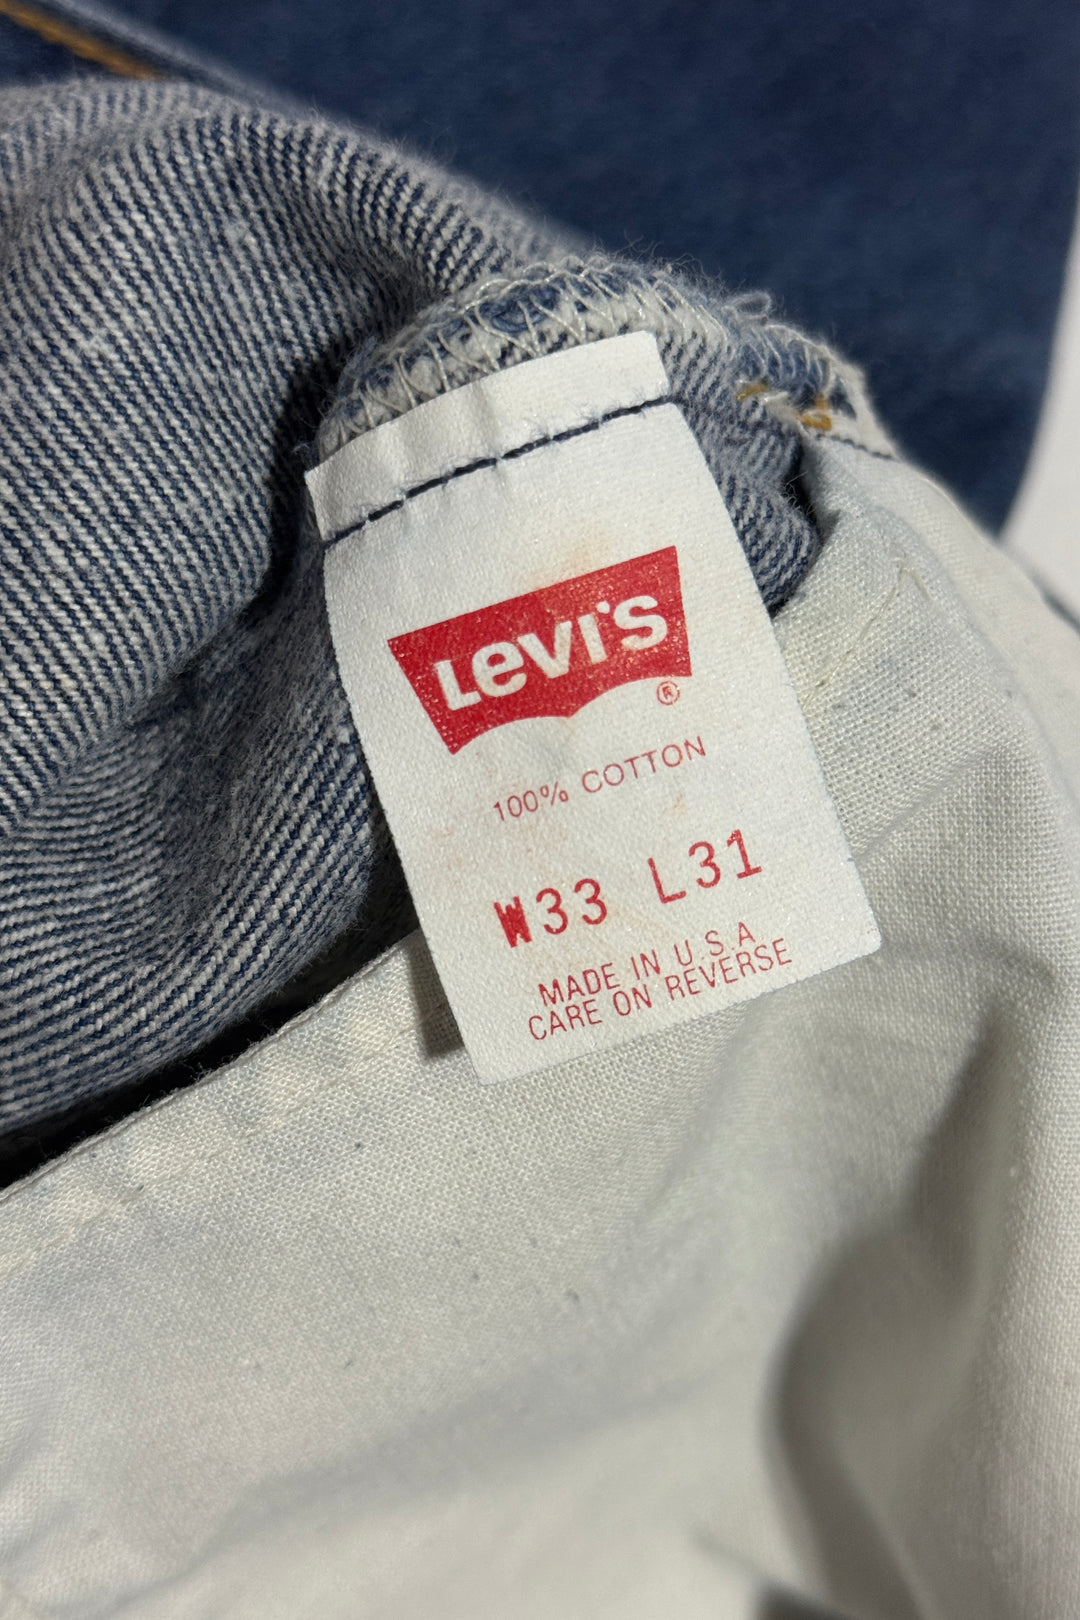 Levi's ®
100% COTTON
W33 L31
MADE IN U.S.A
CARE ON REVERSE